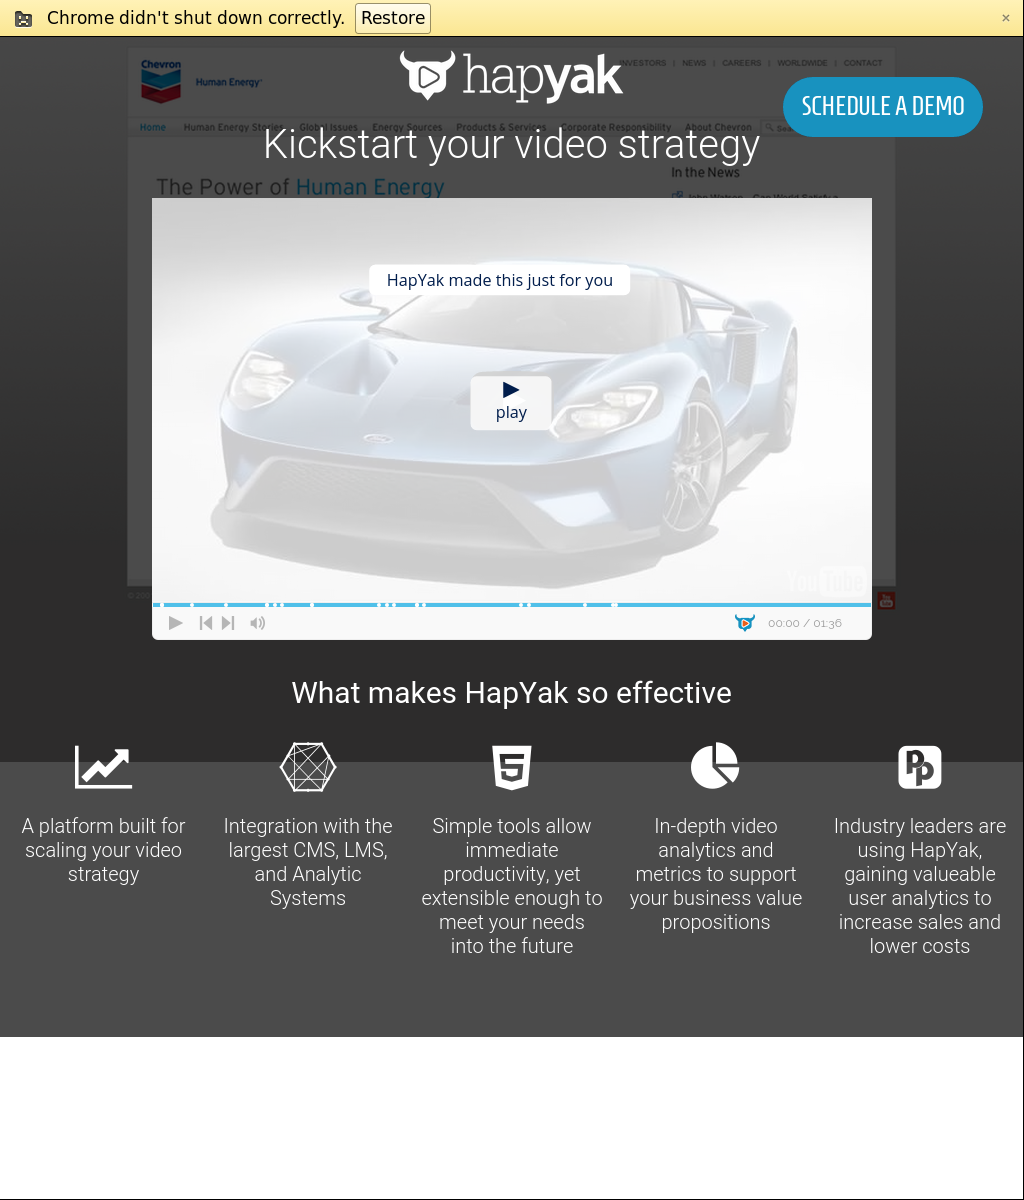 Chrome didn't shut down correctly. Restore
Chevron
Human Energy
INVESTORS | NEWS | CAREERS | WORLDWIDE | CONTACT
hapyak
SCHEDULE A DEMO
Home Human Energy Stories Global Issues Energy Sources Products & Services Corporate Responsibility About Chevron
Kickstart your video strategy
In the News
The Power of Human Energy
HapYak made this just for you
play
YouTube
You
Tube
00:00 / 01:36
What makes HapYak so effective
A platform built for
scaling your video
strategy
Integration with the
largest CMS, LMS,
and Analytic
Systems
Simple tools allow
immediate
productivity, yet
extensible enough to
meet your needs
into the future
In-depth video
analytics and
metrics to support
your business value
propositions
Industry leaders are
using HapYak,
gaining valueable
user analytics to
increase sales and
lower costs